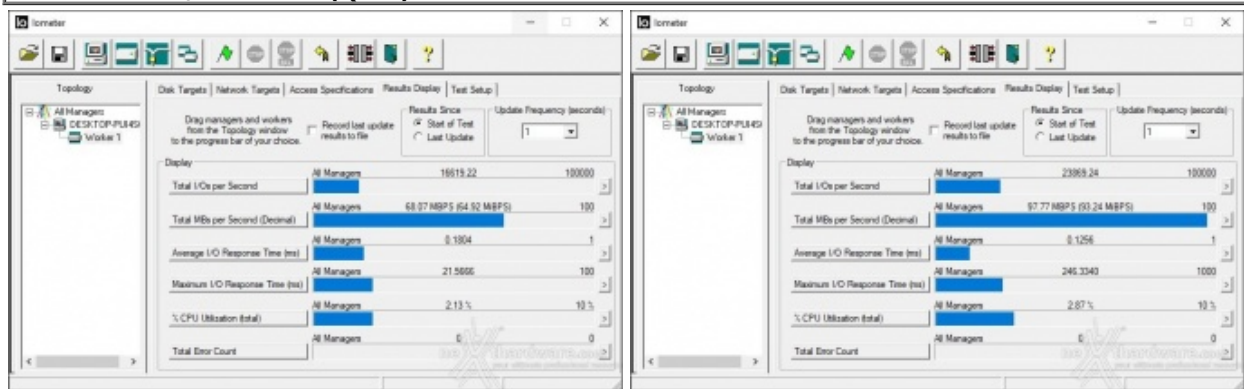 Iometer
Topology
All Managers
DESKTOP-PUI4SI
Worker 1
Disk Targets | Network Targets | Access Specifications | Results Display | Test Setup
Drag managers and workers
from the Topology window
to the progress bar of your choice.
Record last update
results to file
Results Since
Start of Test
Last Update
Update Frequency (seconds)
1
Display
All Managers 16619.22 100000
Total I/Os per Second
All Managers 68.07 MBPS (64.92 MiBPS) 100
Total MBs per Second (Decimal)
All Managers 0.1804 1
Average I/O Response Time (ms)
All Managers 21.5666 100
Maximum I/O Response Time (ms)
All Managers 2.13 % 10 %
% CPU Utilization (total)
All Managers 0 0
Total Error Count
Iometer
Topology
All Managers
DESKTOP-PUI4SI
Worker 1
Disk Targets | Network Targets | Access Specifications | Results Display | Test Setup
Drag managers and workers
from the Topology window
to the progress bar of your choice.
Record last update
results to file
Results Since
Start of Test
Last Update
Update Frequency (seconds)
1
Display
All Managers 23869.24 100000
Total I/Os per Second
All Managers 97.77 MBPS (93.24 MiBPS) 100
Total MBs per Second (Decimal)
All Managers 0.1256 1
Average I/O Response Time (ms)
All Managers 246.3340 1000
Maximum I/O Response Time (ms)
All Managers 2.87 % 10 %
% CPU Utilization (total)
All Managers 0 0
Total Error Count